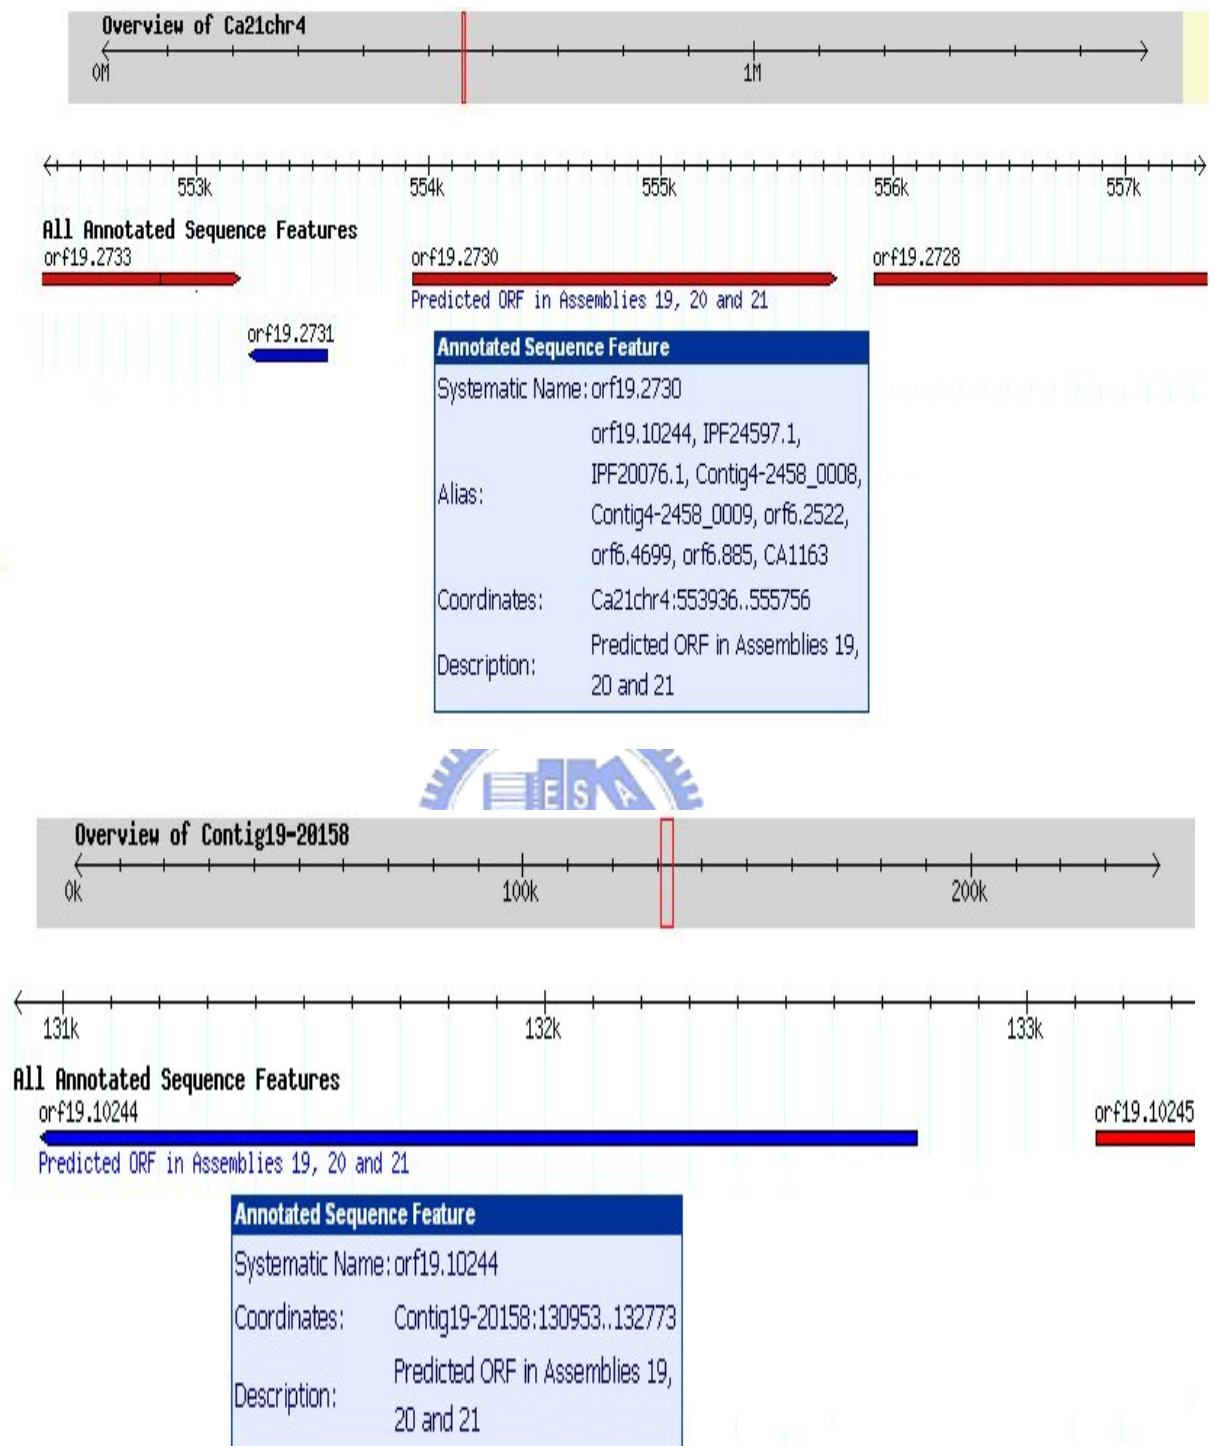 Overview of Ca21chr4
0M 1M
553k 554k 555k 556k 557k
All Annotated Sequence Features
orf19.2733 orf19.2730 orf19.2728
Predicted ORF in Assemblies 19, 20 and 21
orf19.2731
Annotated Sequence Feature
Systematic Name: orf19.2730
Alias: orf19.10244, IPF24597.1,
IPF20076.1, Contig4-2458_0008,
Contig4-2458_0009, orf6.2522,
orf6.4699, orf6.885, CA1163
Coordinates: Ca21chr4:553936..555756
Description: Predicted ORF in Assemblies 19,
20 and 21
ESA
Overview of Contig19-20158
0k 100k 200k
131k 132k 133k
All Annotated Sequence Features
orf19.10244 orf19.10245
Predicted ORF in Assemblies 19, 20 and 21
Annotated Sequence Feature
Systematic Name: orf19.10244
Coordinates: Contig19-20158:130953..132773
Description: Predicted ORF in Assemblies 19,
20 and 21